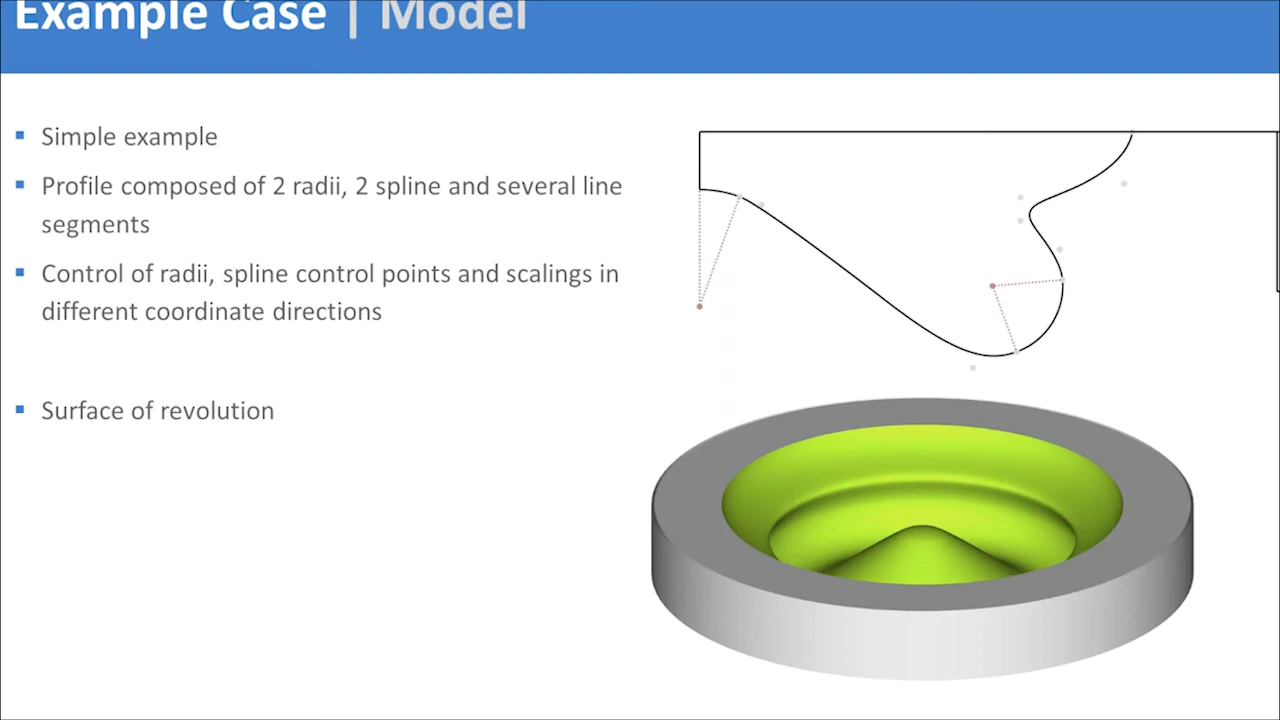 Example Case | Model
Simple example
Profile composed of 2 radii, 2 spline and several line
segments
Control of radii, spline control points and scalings in
different coordinate directions
Surface of revolution